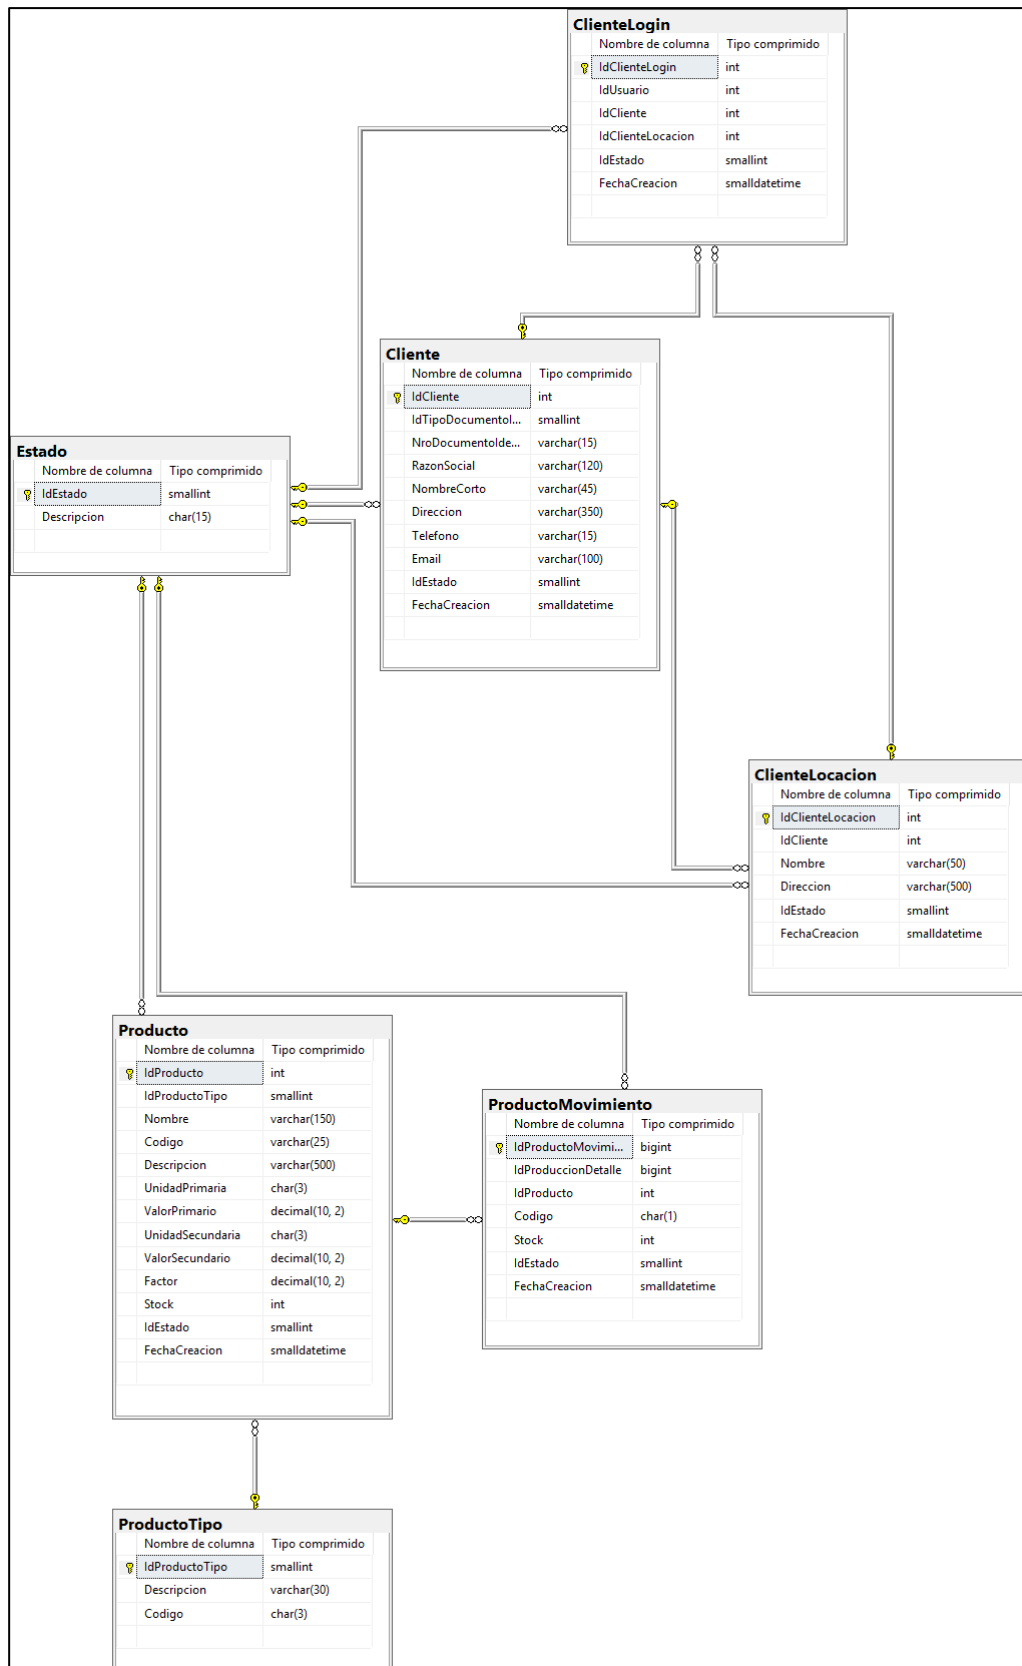 ClienteLogin
Nombre de columna Tipo comprimido
IdClienteLogin int
IdUsuario int
IdCliente int
IdClienteLocacion int
IdEstado smallint
FechaCreacion smalldatetime
Cliente
Nombre de columna Tipo comprimido
IdCliente int
IdTipoDocumentoI... smallint
NroDocumentoIde... varchar(15)
RazonSocial varchar(120)
NombreCorto varchar(45)
Direccion varchar(350)
Telefono varchar(15)
Email varchar(100)
IdEstado smallint
FechaCreacion smalldatetime
Estado
Nombre de columna Tipo comprimido
IdEstado smallint
Descripcion char(15)
ClienteLocacion
Nombre de columna Tipo comprimido
IdClienteLocacion int
IdCliente int
Nombre varchar(50)
Direccion varchar(500)
IdEstado smallint
FechaCreacion smalldatetime
Producto
Nombre de columna Tipo comprimido
IdProducto int
IdProductoTipo smallint
Nombre varchar(150)
Codigo varchar(25)
Descripcion varchar(500)
UnidadPrimaria char(3)
ValorPrimario decimal(10, 2)
UnidadSecundaria char(3)
ValorSecundario decimal(10, 2)
Factor decimal(10, 2)
Stock int
IdEstado smallint
FechaCreacion smalldatetime
ProductoMovimiento
Nombre de columna Tipo comprimido
IdProductoMovimi... bigint
IdProduccionDetalle bigint
IdProducto int
Codigo char(1)
Stock int
IdEstado smallint
FechaCreacion smalldatetime
ProductoTipo
Nombre de columna Tipo comprimido
IdProductoTipo smallint
Descripcion varchar(30)
Codigo char(3)